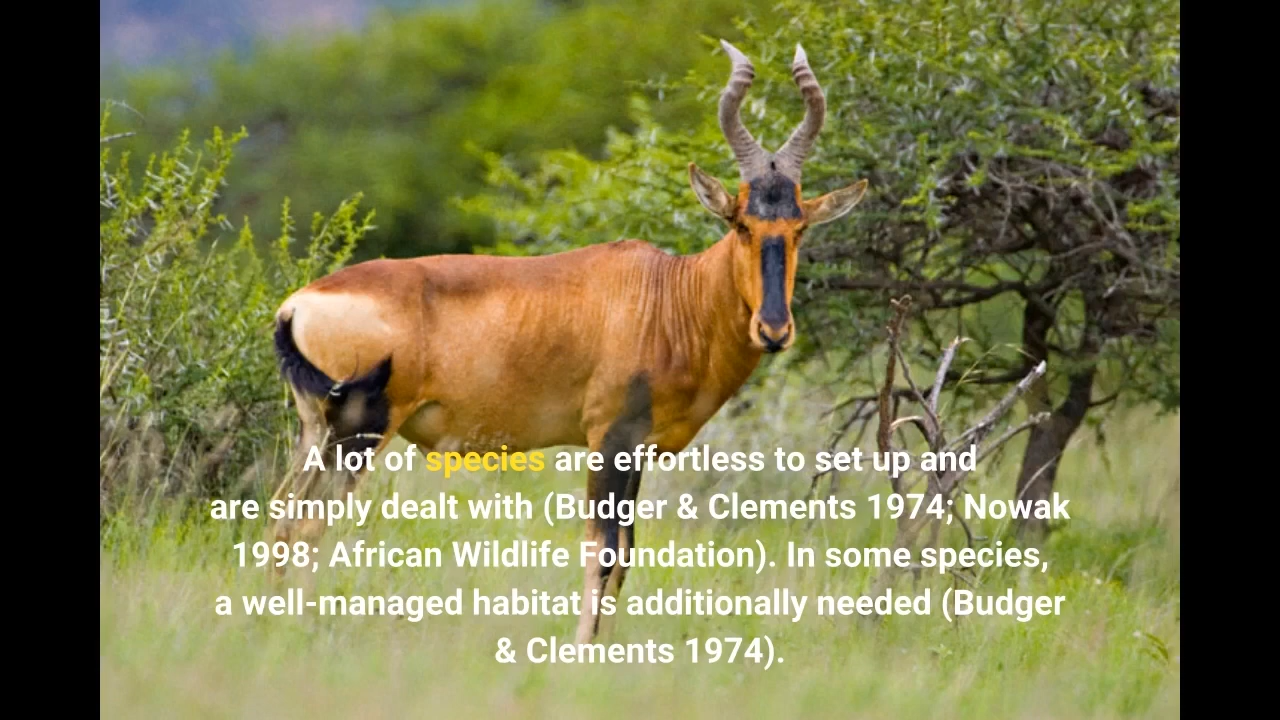 A lot of species are effortless to set up and
are simply dealt with (Budger & Clements 1974; Nowak
1998; African Wildlife Foundation). In some species,
a well-managed habitat is additionally needed (Budger
& Clements 1974).